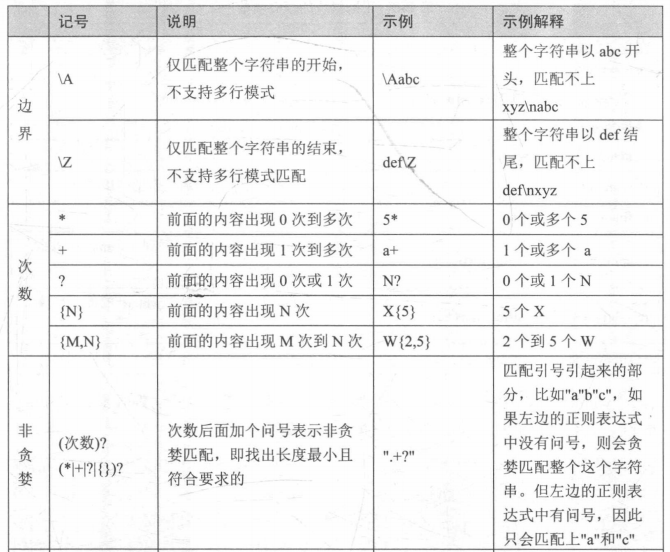 记号 说明 示例 示例解释
边界
\A
仅匹配整个字符串的开始，
不支持多行模式
\Aabc
整个字符串以 abc 开
头，匹配不上
xyz\nabc
\Z
仅匹配整个字符串的结束，
不支持多行模式匹配
def\Z
整个字符串以 def 结
尾，匹配不上
def\nxyz
次数
* 前面的内容出现 0 次到多次 5* 0 个或多个 5
+ 前面的内容出现 1 次到多次 a+ 1 个或多个 a
? 前面的内容出现 0 次或 1 次 N? 0 个或 1 个 N
{N} 前面的内容出现 N 次 X{5} 5 个 X
{M,N} 前面的内容出现 M 次到 N 次 W{2,5} 2 个到 5 个 W
非贪婪
(次数)?
(*|+|?|{})?
次数后面加个问号表示非贪
婪匹配，即找出长度最小且
符合要求的
".+?"
匹配引号引起来的部
分，比如"a"b"c"，如
果左边的正则表达式
中没有问号，则会贪
婪匹配整个这个字符
串。但左边的正则表
达式中有问号，因此
只会匹配上"a"和"c"